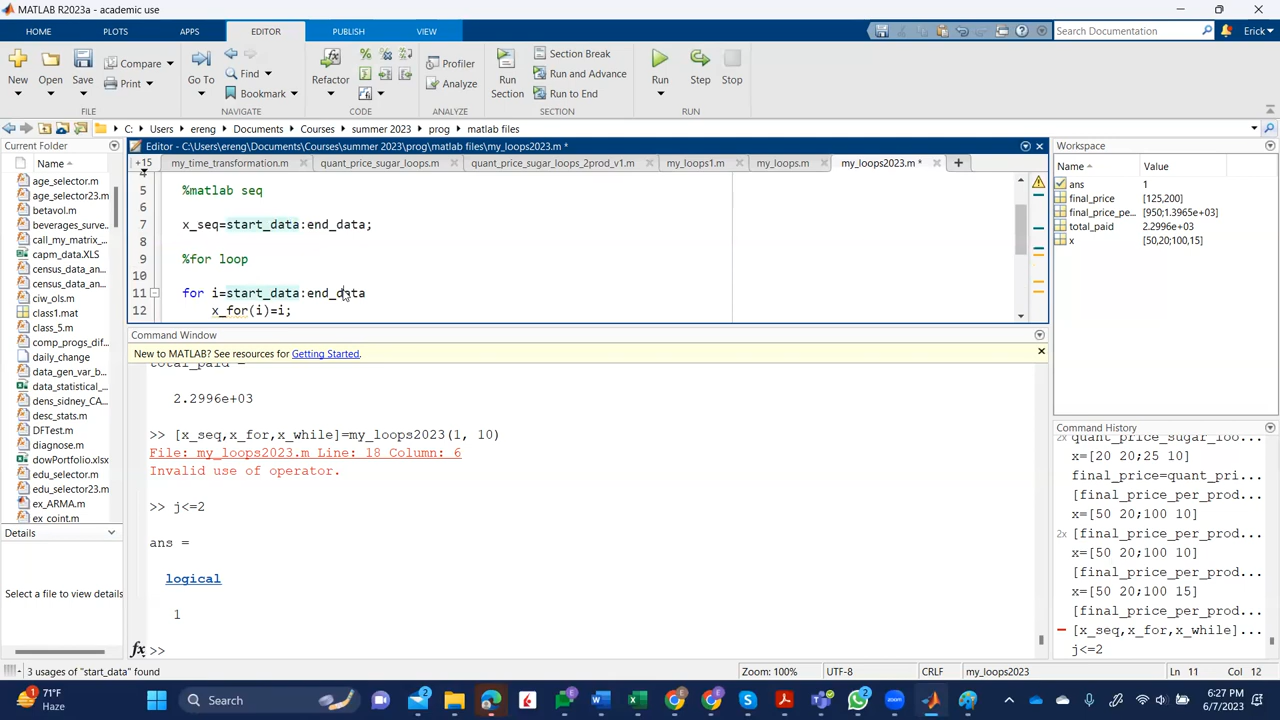 MATLAB R2023a - academic use
HOME PLOTS APPS EDITOR PUBLISH VIEW
Search Documentation
Erick
New
Open
Save
Compare
Print
Go To
Find
Bookmark
Refactor
Profiler
Analyze
Run Section
Section Break
Run and Advance
Run to End
Run
Step
Stop
FILE NAVIGATE CODE ANALYZE SECTION RUN
C: Users ereng Documents Courses summer 2023 prog matlab files
Current Folder
Name
age_selector.m
age_selector23.m
betavol.m
beverages_surve...
call_my_matrix_...
capm_data.XLS
census_data_an...
census_data_an...
ciw_ols.m
class1.mat
class_5.m
comp_progs_dif...
daily_change
data_gen_var_b...
data_statistical_...
dens_sidney_CA...
desc_stats.m
DFTest.m
diagnose.m
dowPortfolio.xlsx
edu_selector.m
edu_selector23.m
ex_ARMA.m
ex_coint.m
Details
Select a file to view details
Editor - C:\Users\ereng\Documents\Courses\summer 2023\prog\matlab files\my_loops2023.m *
+15 my_time_transformation.m quant_price_sugar_loops.m quant_price_sugar_loops_2prod_v1.m my_loops1.m my_loops.m my_loops2023.m *
4
5 %matlab seq
6
7 x_seq=start_data:end_data;
8
9 %for loop
10
11 for i=start_data:end_data
12 x_for(i)=i;
Command Window
New to MATLAB? See resources for Getting Started.
total_paid =
2.2996e+03
>> [x_seq,x_for,x_while]=my_loops2023(1, 10)
File: my_loops2023.m Line: 18 Column: 6
Invalid use of operator.
>> j<=2
ans =
logical
1
fx >>
Workspace
Name Value
ans 1
final_price [125,200]
final_price_pe... [950;1.3965e+03]
total_paid 2.2996e+03
x [50,20;100,15]
Command History
2x quant_price_sugar_loo...
x=[20 20;25 10]
final_price=quant_pri...
[final_price_per_prod...
x=[50 20;100 10]
2x [final_price_per_prod...
x=[50 20;100 10]
[final_price_per_prod...
x=[50 20;100 15]
[final_price_per_prod...
[x_seq,x_for,x_while]...
j<=2
3 usages of "start_data" found
Zoom: 100% UTF-8 CRLF my_loops2023 Ln 11 Col 12
71°F
Haze
Search
6:27 PM
6/7/2023